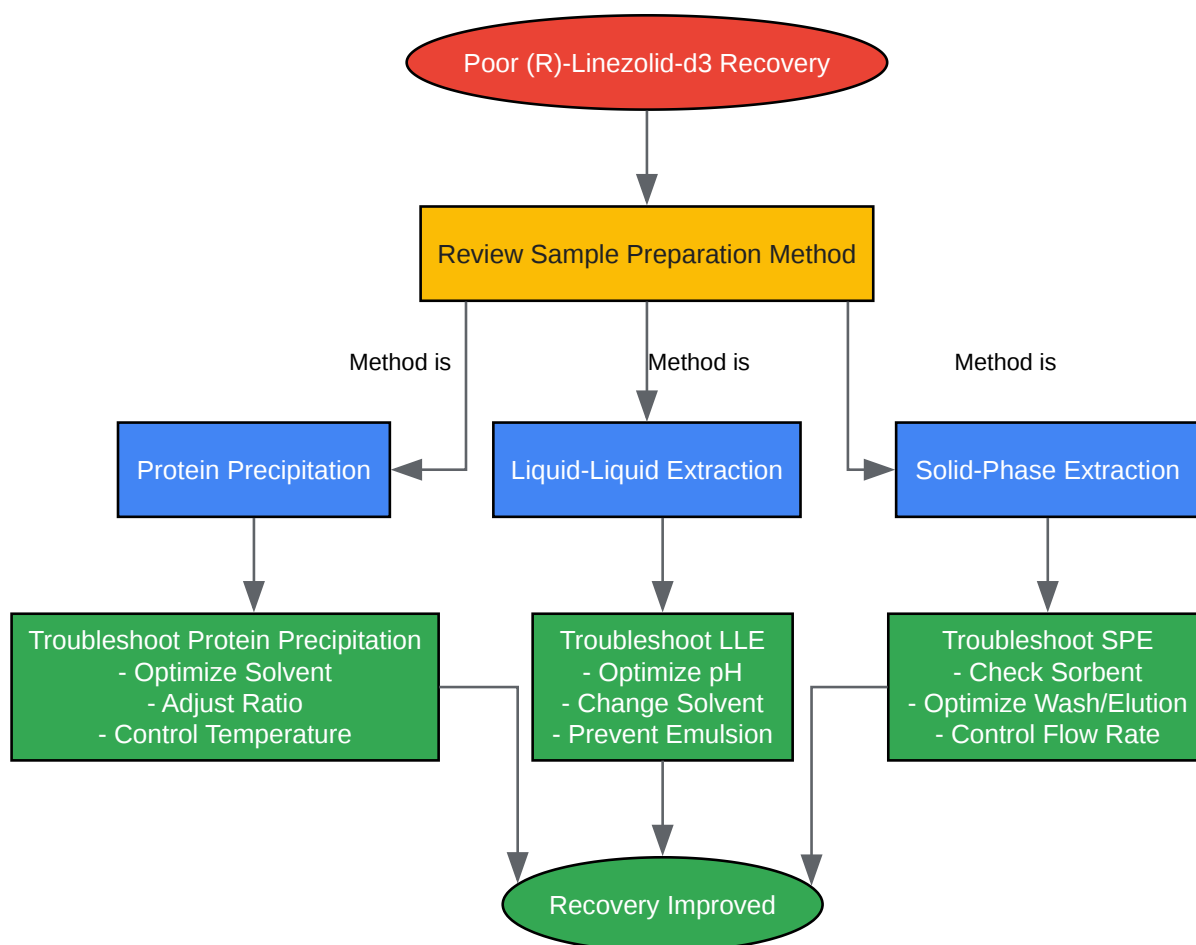 Poor (R)-Linezolid-d3 Recovery
Review Sample Preparation Method
Method is
Method is
Method is
Protein Precipitation
Liquid-Liquid Extraction
Solid-Phase Extraction
Troubleshoot Protein Precipitation
- Optimize Solvent
- Adjust Ratio
- Control Temperature
Troubleshoot LLE
- Optimize pH
- Change Solvent
- Prevent Emulsion
Troubleshoot SPE
- Check Sorbent
- Optimize Wash/Elution
- Control Flow Rate
Recovery Improved